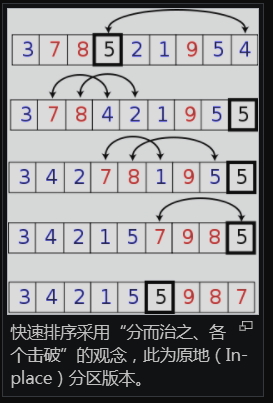 3 7 8 5 2 1 9 5 4
3 7 8 4 2 1 9 5 5
3 4 2 7 8 1 9 5 5
3 4 2 1 5 7 9 8 5
3 4 2 1 5 5 9 8 7
快速排序采用“分而治之、各
个击破”的观念，此为原地（In-
place）分区版本。